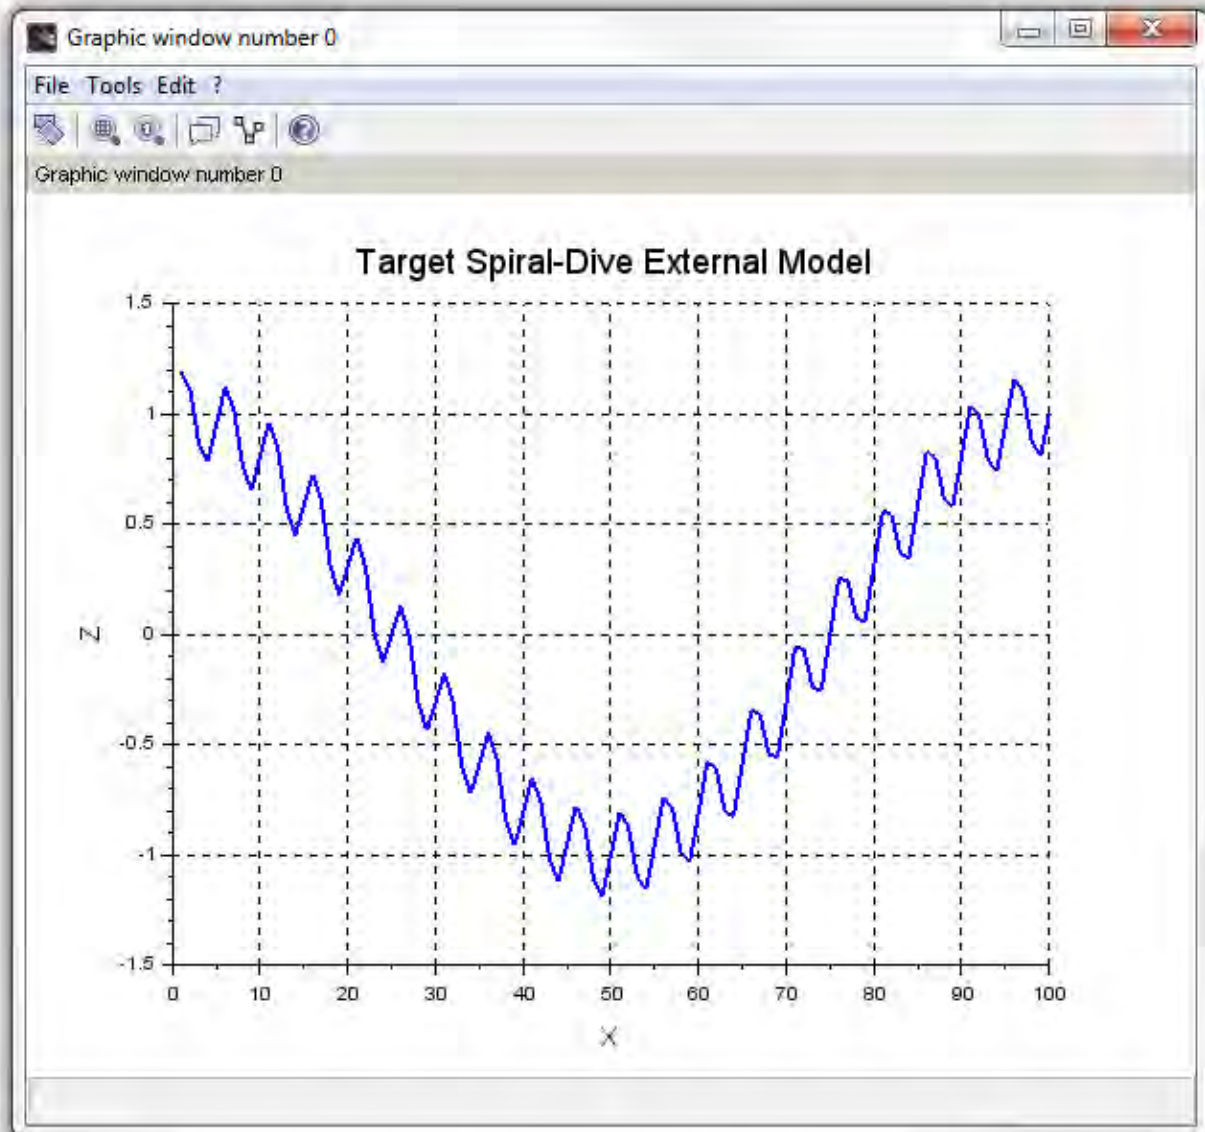 Graphic window number 0
File Tools Edit ?
Graphic window number 0
Target Spiral-Dive External Model
1.5
1
0.5
0
-0.5
-1
-1.5
Z
0 10 20 30 40 50 60 70 80 90 100
X